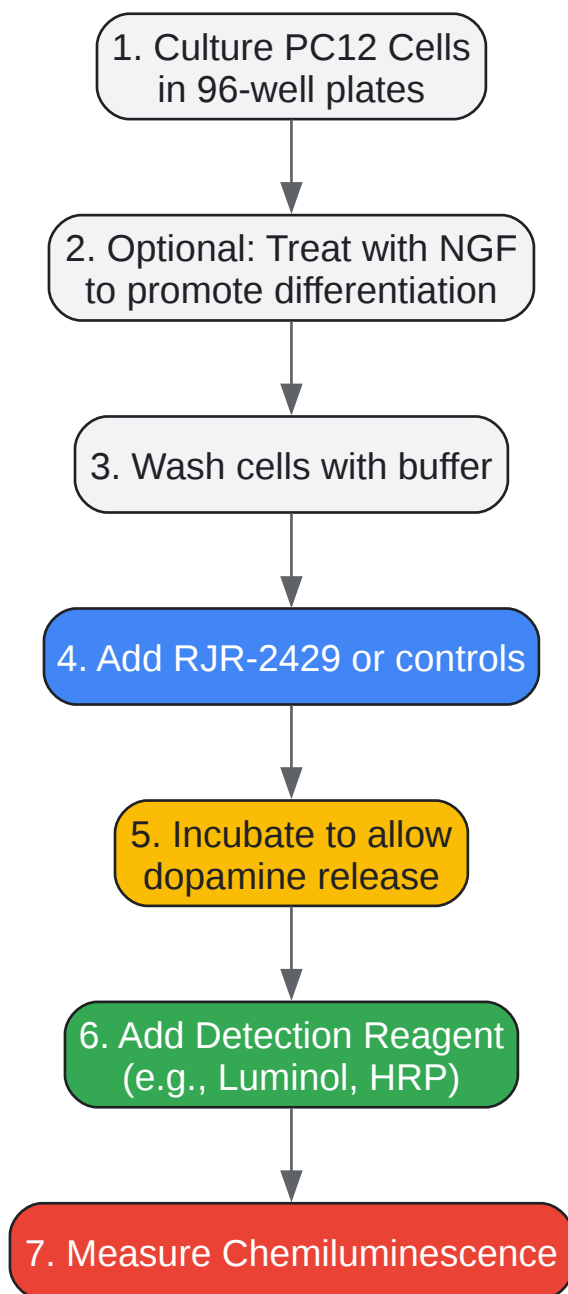 1. Culture PC12 Cells
in 96-well plates
2. Optional: Treat with NGF
to promote differentiation
3. Wash cells with buffer
4. Add RJR-2429 or controls
5. Incubate to allow
dopamine release
6. Add Detection Reagent
(e.g., Luminol, HRP)
7. Measure Chemiluminescence